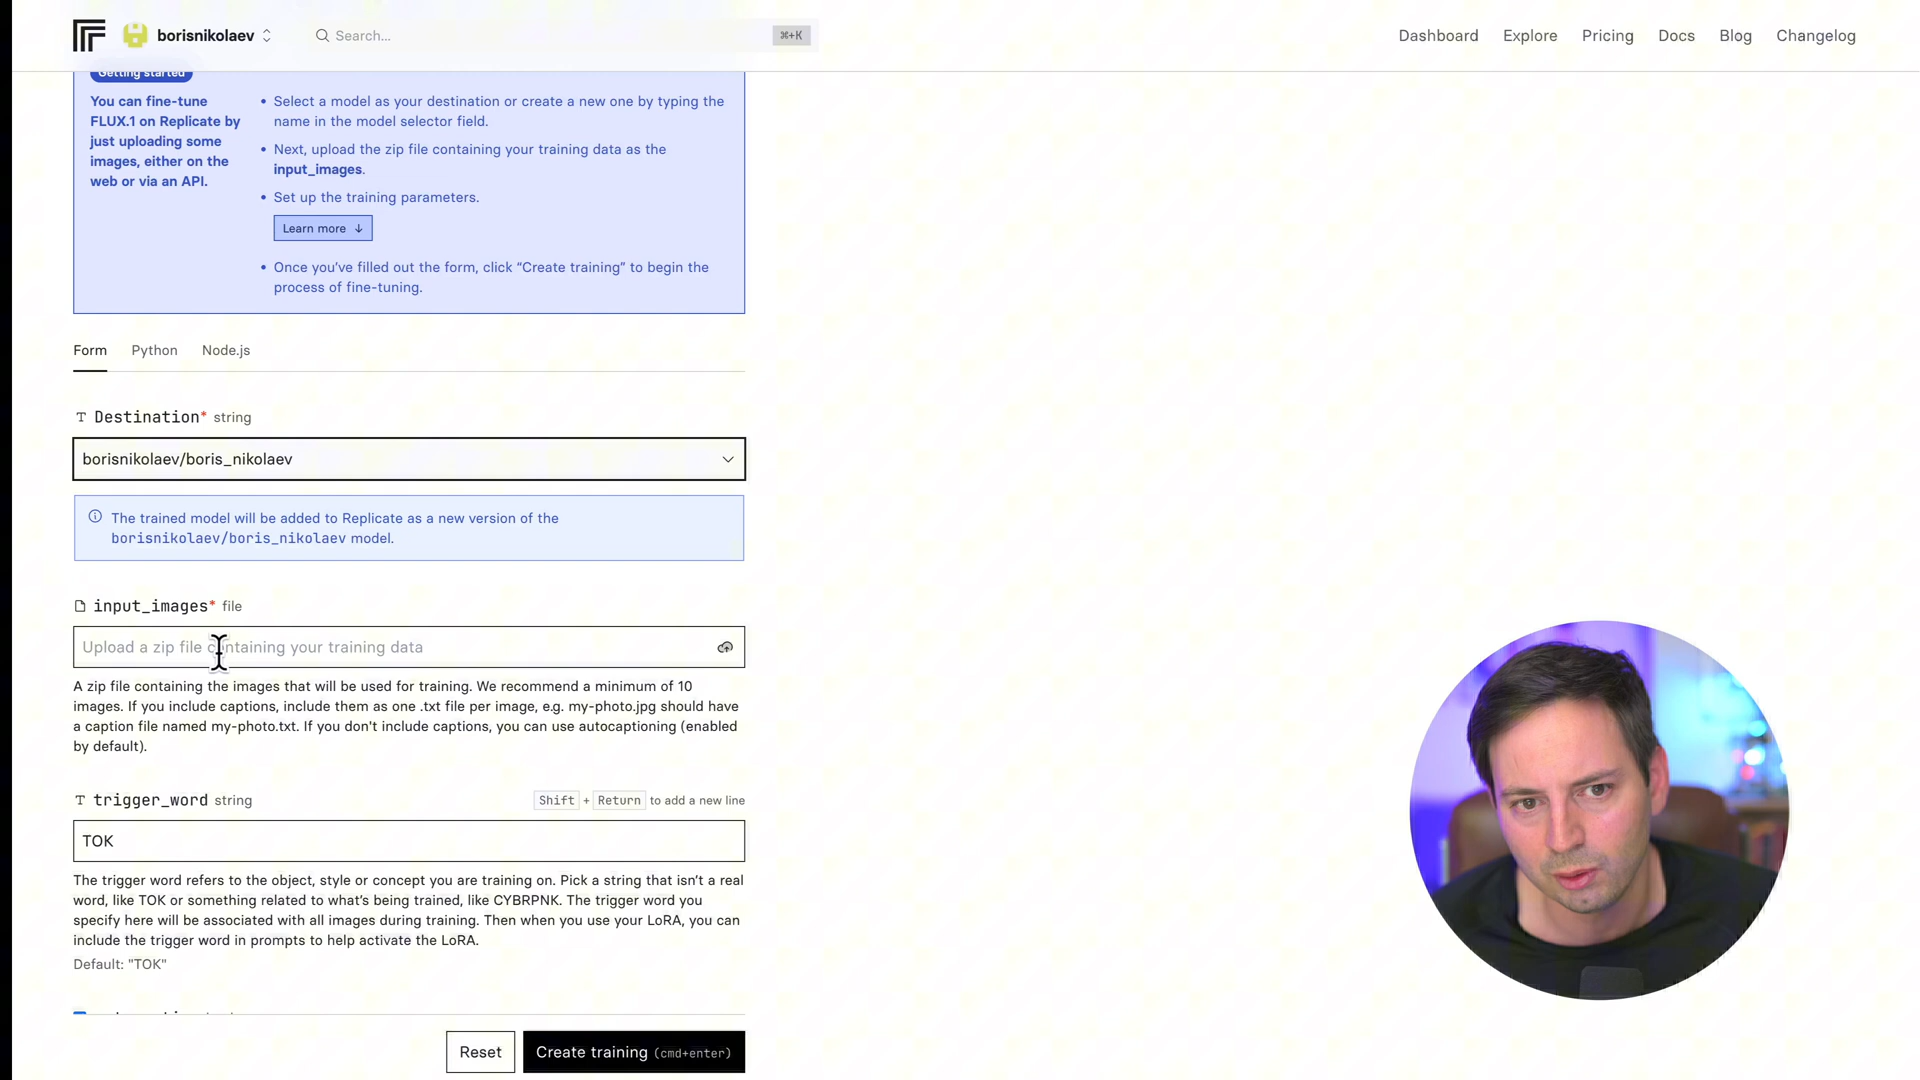 borisnikolaev
Search...
⌘+K
Dashboard
Explore
Pricing
Docs
Blog
Changelog
Getting started
You can fine-tune
FLUX.1 on Replicate by
just uploading some
images, either on the
web or via an API.
• Select a model as your destination or create a new one by typing the
name in the model selector field.
• Next, upload the zip file containing your training data as the
input_images.
• Set up the training parameters.
Learn more ↓
• Once you've filled out the form, click “Create training” to begin the
process of fine-tuning.
Form
Python
Node.js
T Destination* string
borisnikolaev/boris_nikolaev
The trained model will be added to Replicate as a new version of the
borisnikolaev/boris_nikolaev model.
input_images* file
Upload a zip file containing your training data
A zip file containing the images that will be used for training. We recommend a minimum of 10
images. If you include captions, include them as one .txt file per image, e.g. my-photo.jpg should have
a caption file named my-photo.txt. If you don't include captions, you can use autocaptioning (enabled
by default).
T trigger_word string
Shift + Return to add a new line
TOK
The trigger word refers to the object, style or concept you are training on. Pick a string that isn't a real
word, like TOK or something related to what's being trained, like CYBRPNK. The trigger word you
specify here will be associated with all images during training. Then when you use your LoRA, you can
include the trigger word in prompts to help activate the LoRA.
Default: "TOK"
Reset
Create training (cmd+enter)